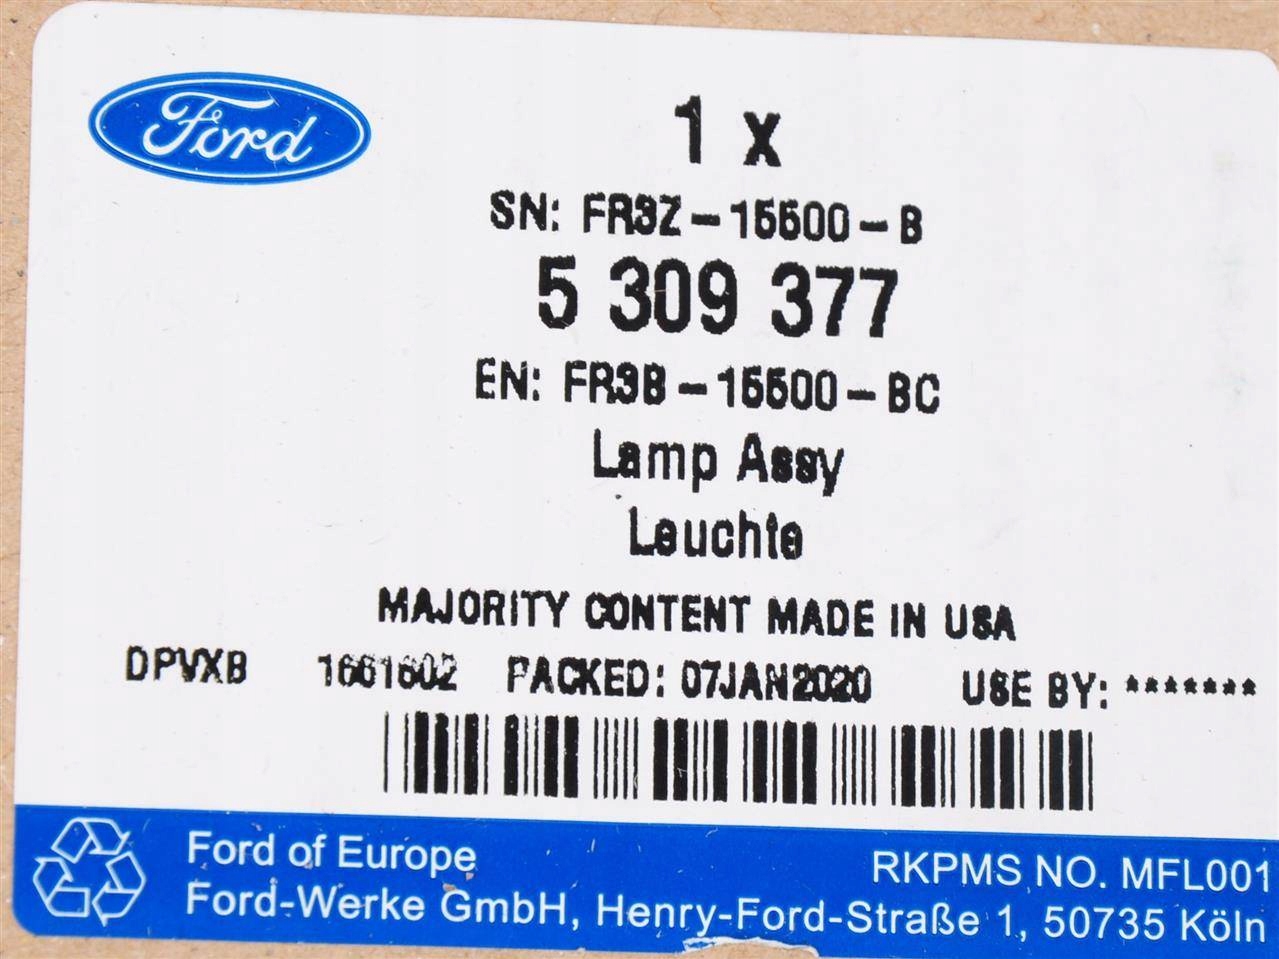 Ford
1 x
SN: FR3Z-15500-B
5 309 377
EN: FR3B-15500-BC
Lamp Assy
Leuchte
MAJORITY CONTENT MADE IN USA
DPVXB 1661602 PACKED: 07JAN2020 USE BY: *******
Ford of Europe RKPMS NO. MFL001
Ford-Werke GmbH, Henry-Ford-Straße 1, 50735 Köln